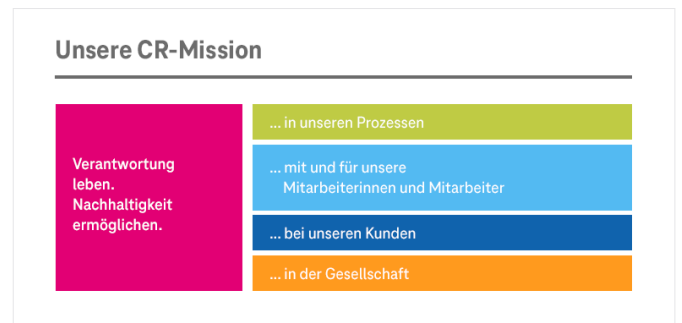 Unsere CR-Mission
Verantwortung
leben.
Nachhaltigkeit
ermöglichen.
... in unseren Prozessen
... mit und für unsere
Mitarbeiterinnen und Mitarbeiter
... bei unseren Kunden
... in der Gesellschaft